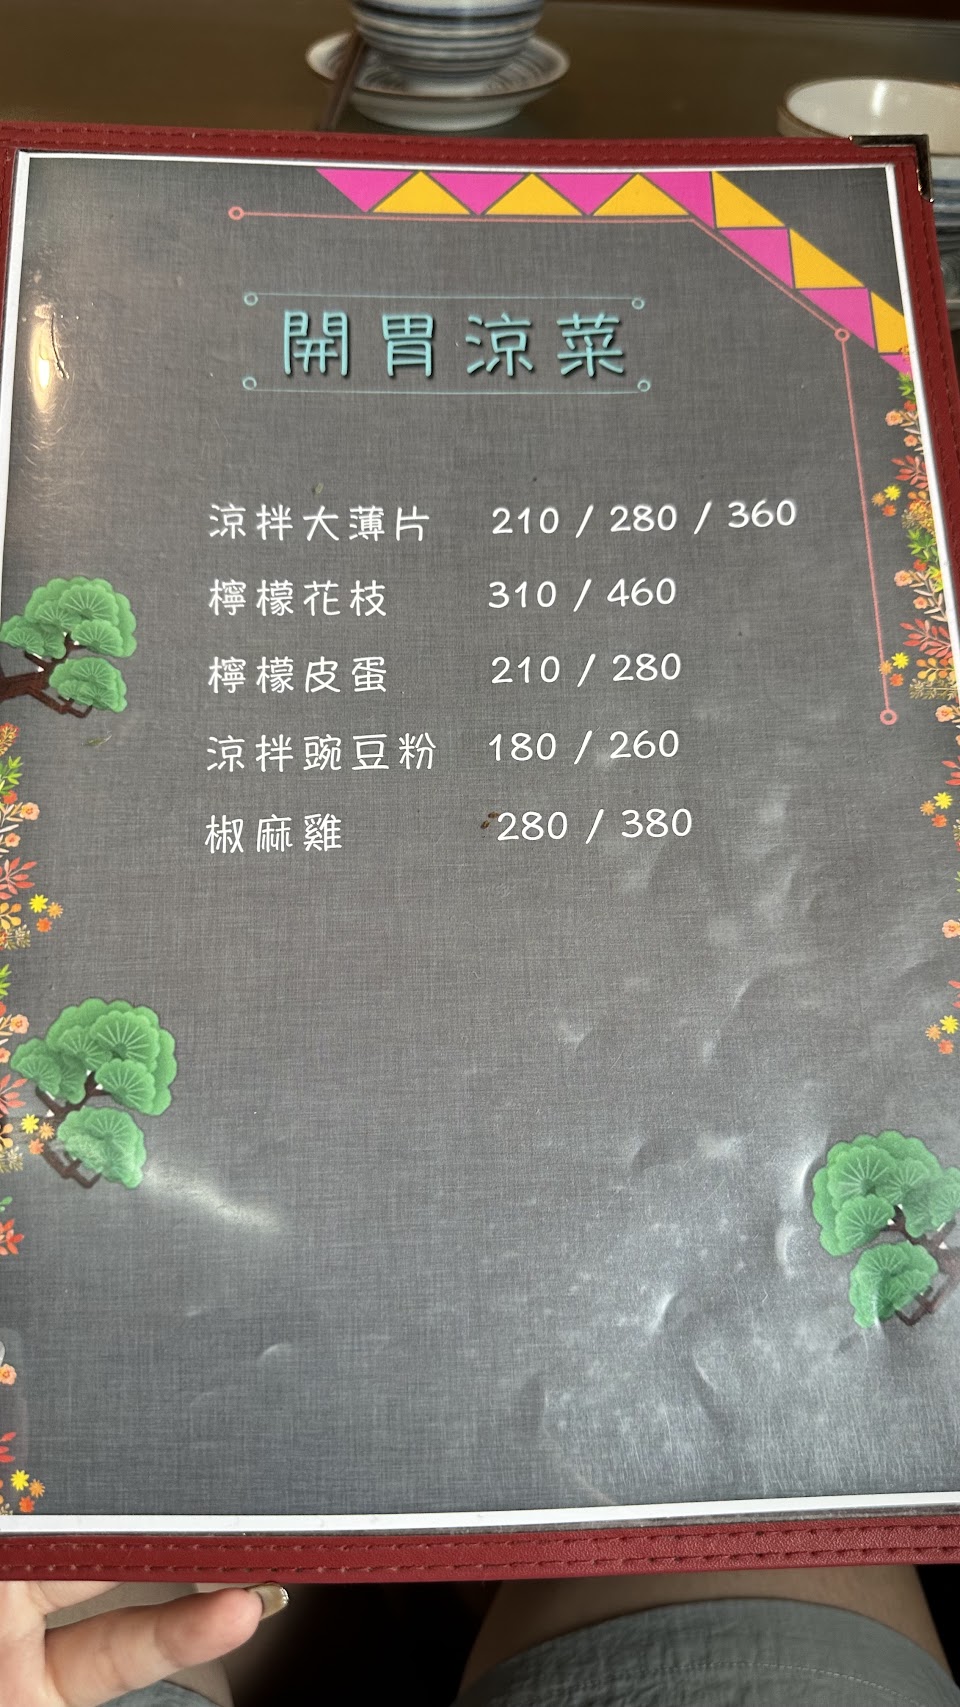 開胃涼菜
涼拌大薄片 210 / 280 / 360
檸檬花枝 310 / 460
檸檬皮蛋 210 / 280
涼拌豌豆粉 180 / 260
椒麻雞 280 / 380